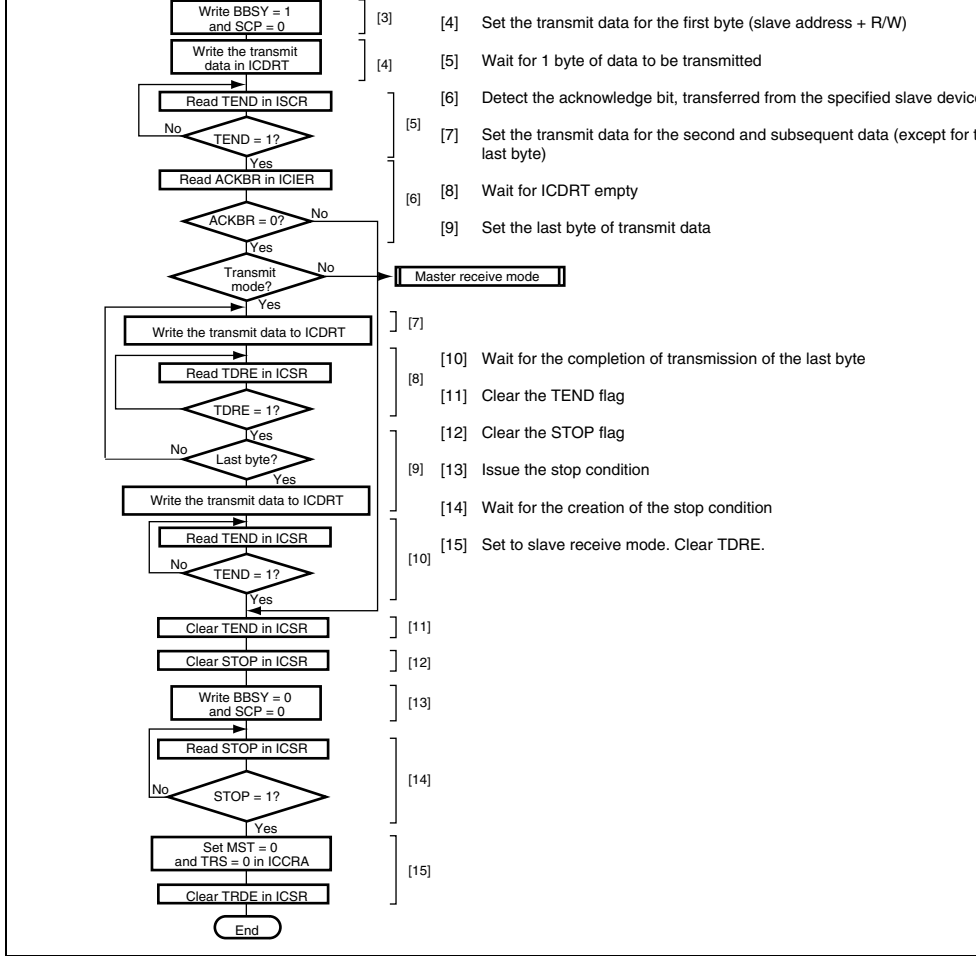 Write BBSY = 1
and SCP = 0
[3]
Write the transmit
data in ICDRT
[4]
Read TEND in ISCR
No
TEND = 1?
[5]
Yes
Read ACKBR in ICIER
[6]
ACKBR = 0?
No
Yes
Transmit
mode?
No
Master receive mode
Yes
Write the transmit data to ICDRT
[7]
Read TDRE in ICSR
[8]
TDRE = 1?
Yes
No
Last byte?
[9]
Yes
Write the transmit data to ICDRT
Read TEND in ICSR
[10]
No
TEND = 1?
Yes
Clear TEND in ICSR
[11]
Clear STOP in ICSR
[12]
Write BBSY = 0
and SCP = 0
[13]
Read STOP in ICSR
[14]
No
STOP = 1?
Yes
Set MST = 0
and TRS = 0 in ICCRA
[15]
Clear TRDE in ICSR
End
[4] Set the transmit data for the first byte (slave address + R/W)
[5] Wait for 1 byte of data to be transmitted
[6] Detect the acknowledge bit, transferred from the specified slave devic
[7] Set the transmit data for the second and subsequent data (except for t
last byte)
[8] Wait for ICDRT empty
[9] Set the last byte of transmit data
[10] Wait for the completion of transmission of the last byte
[11] Clear the TEND flag
[12] Clear the STOP flag
[13] Issue the stop condition
[14] Wait for the creation of the stop condition
[15] Set to slave receive mode. Clear TDRE.